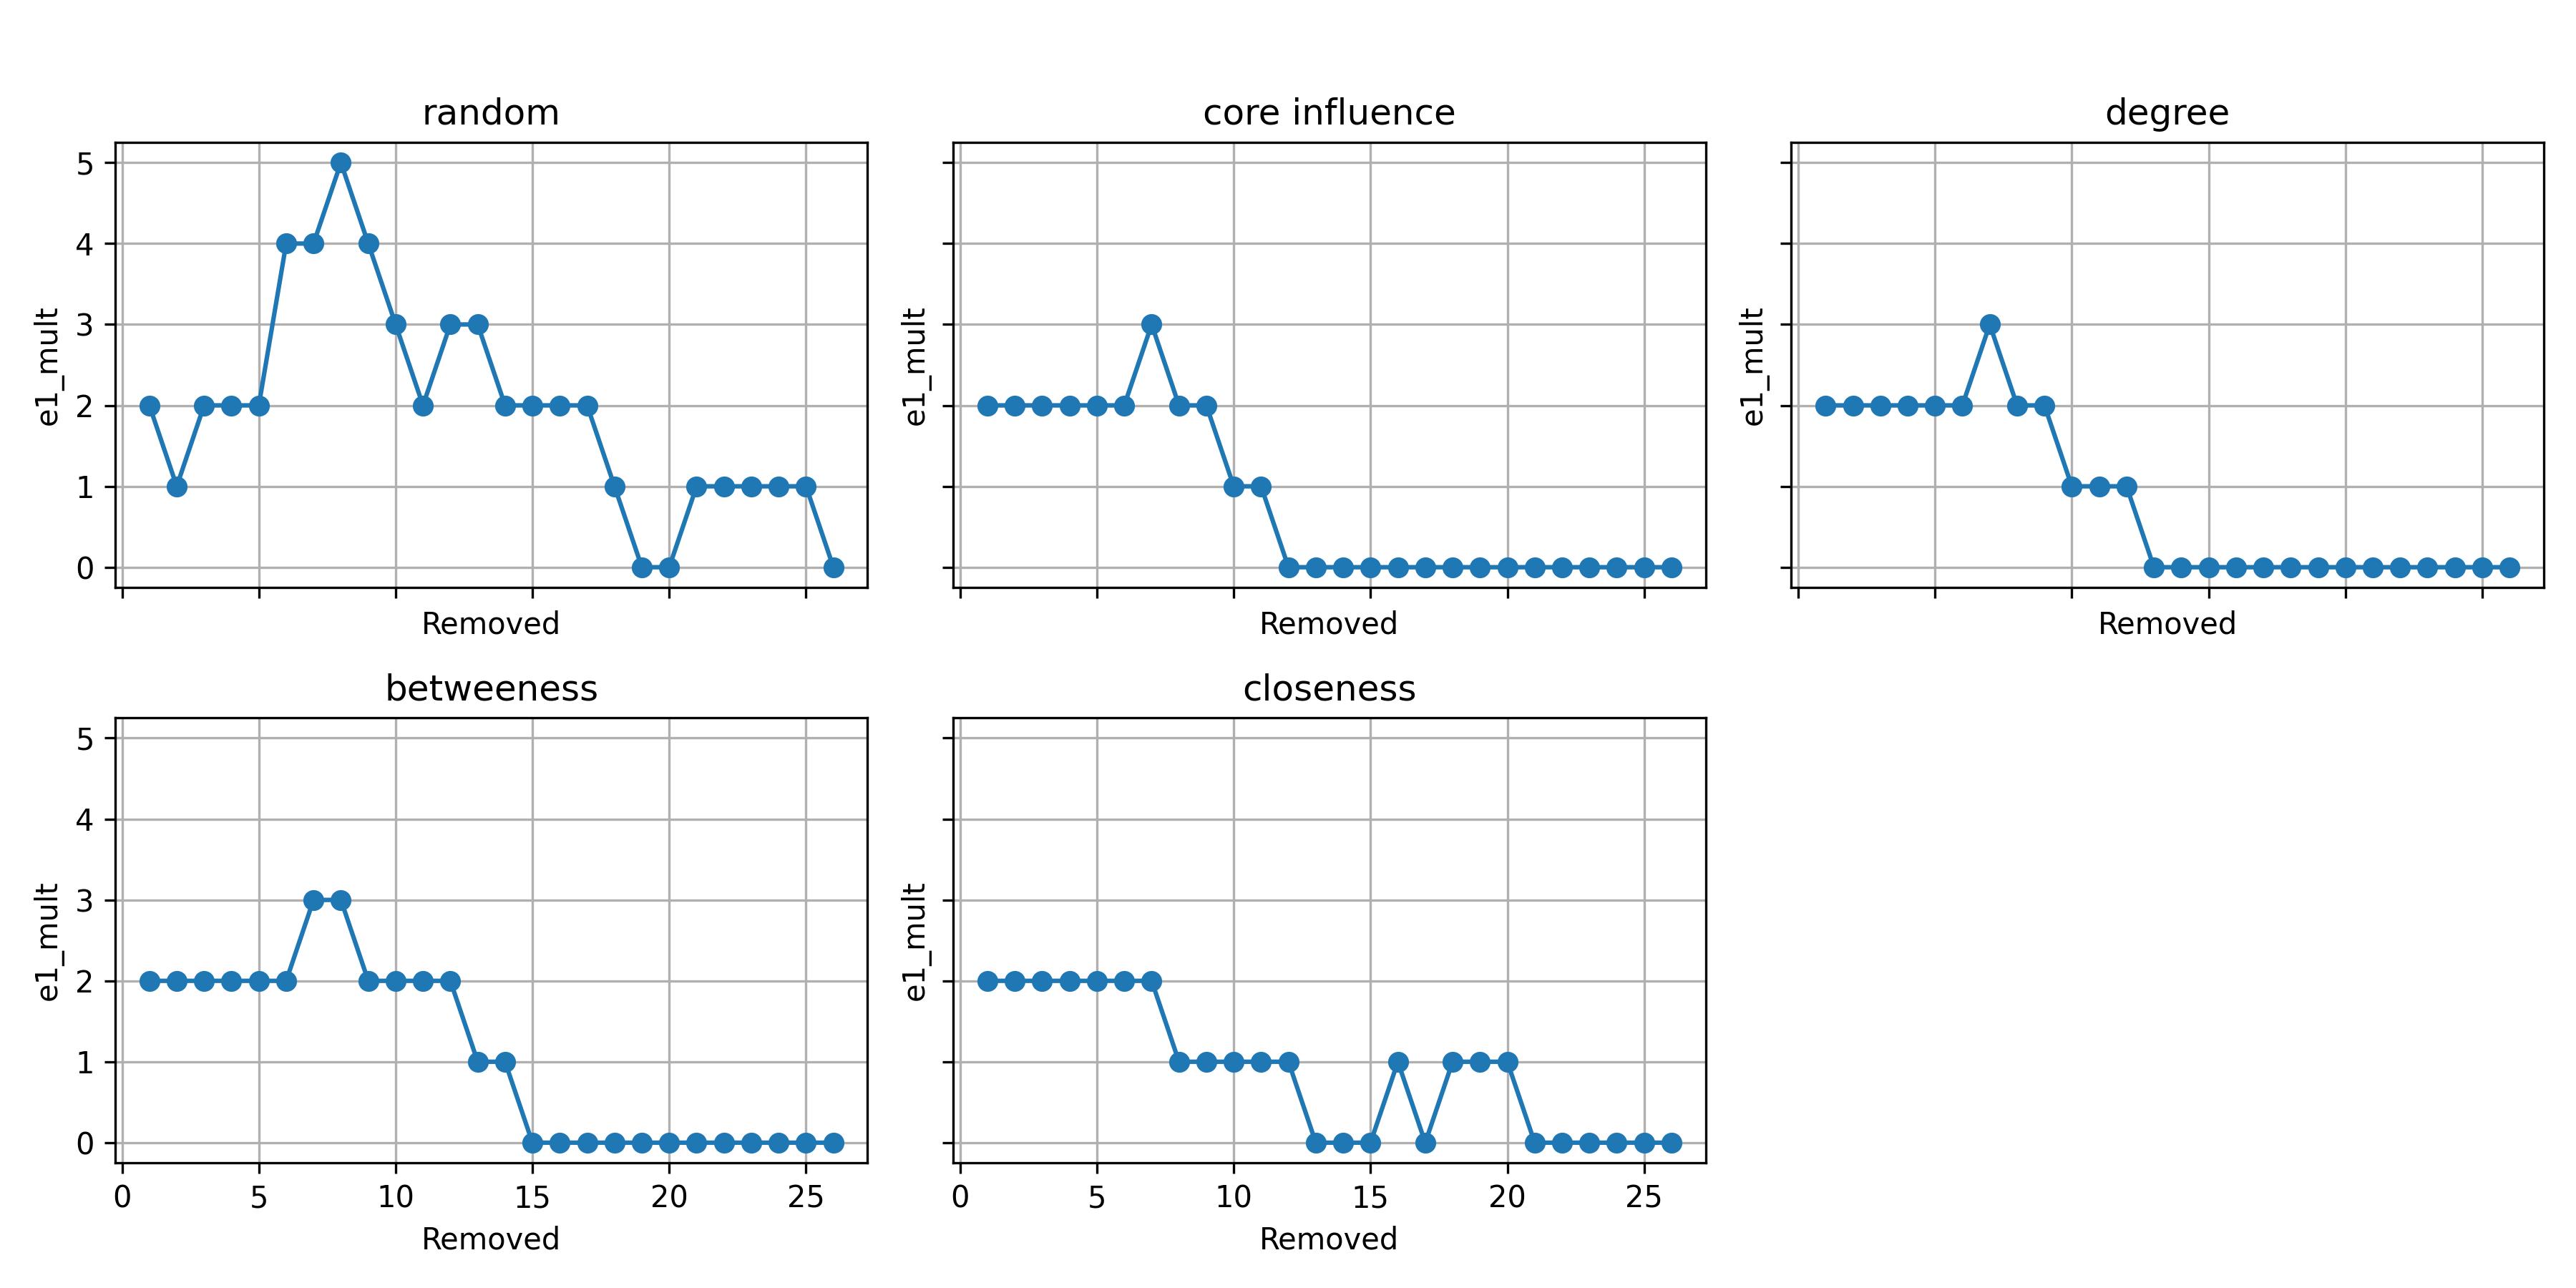 random
core influence
degree
5
4
3
2
1
0
e1_mult
e1_mult
e1_mult
Removed
Removed
Removed
betweeness
closeness
5
4
3
2
1
0
e1_mult
e1_mult
0 5 10 15 20 25
0 5 10 15 20 25
Removed
Removed